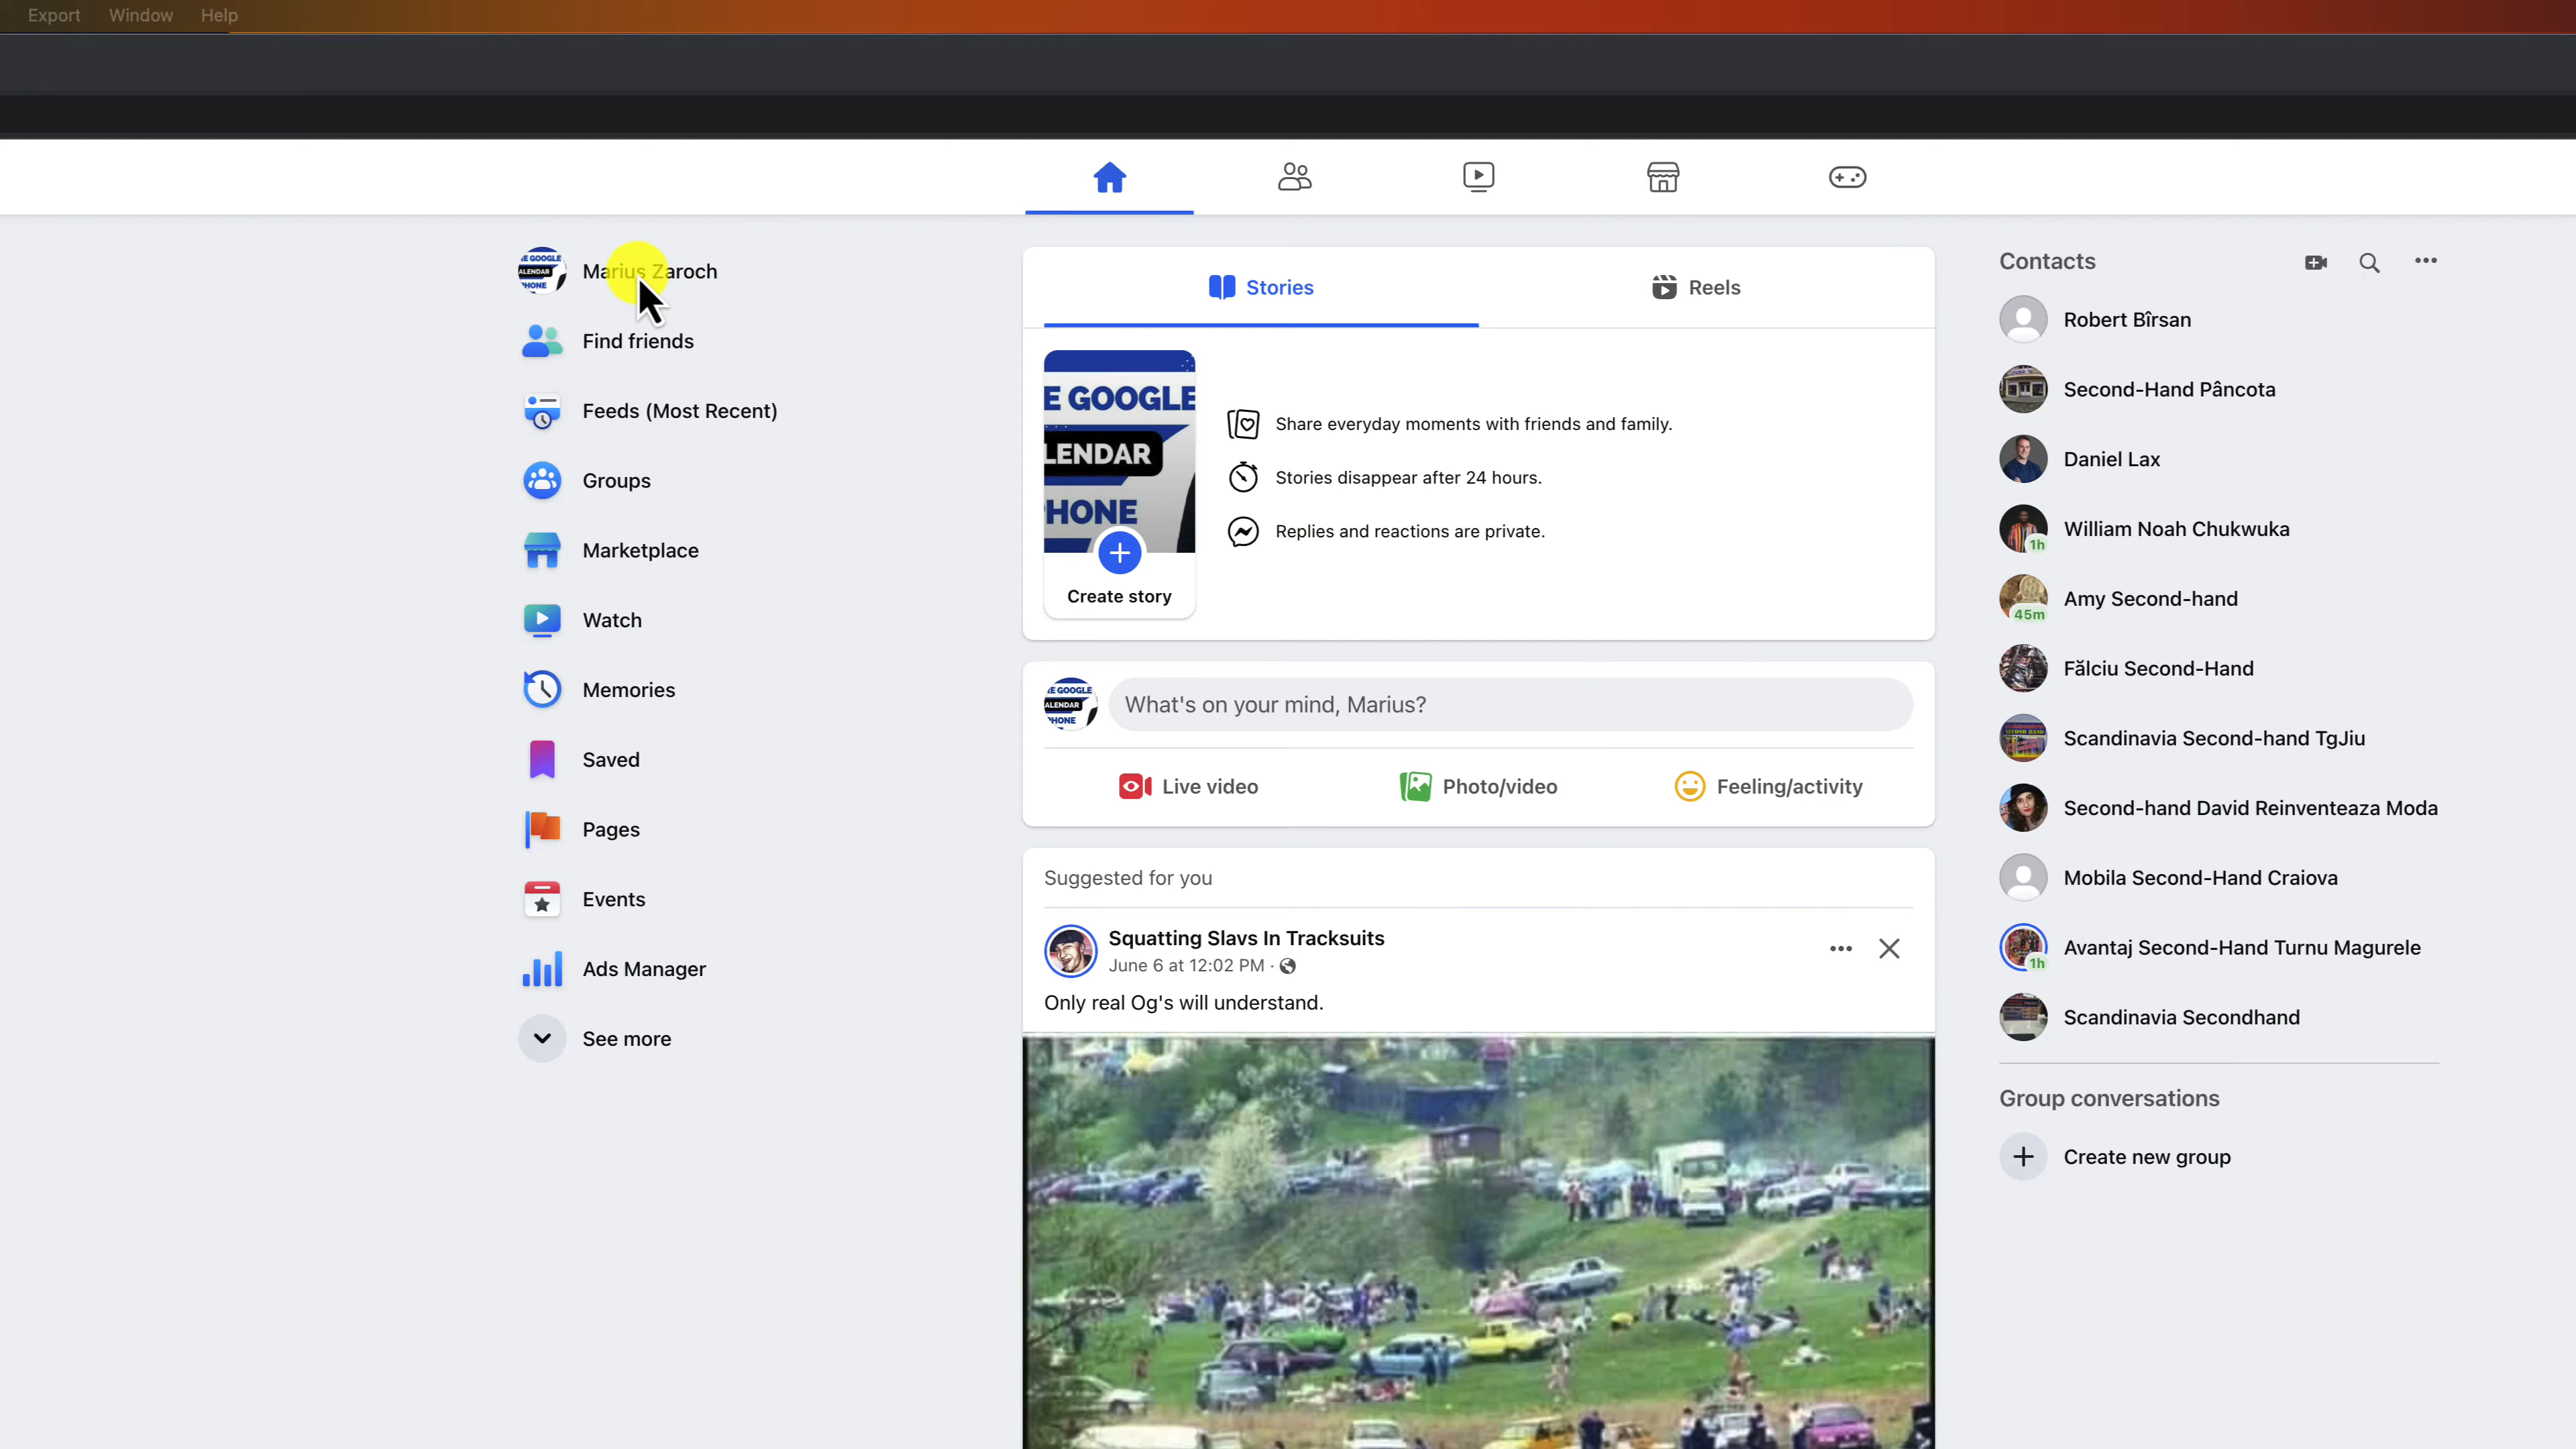 Export Window Help
Marius Zaroch
Find friends
Feeds (Most Recent)
Groups
Marketplace
Watch
Memories
Saved
Pages
Events
Ads Manager
See more
Stories
Reels
E GOOGLE
LENDAR
HONE
Create story
Share everyday moments with friends and family.
Stories disappear after 24 hours.
Replies and reactions are private.
E GOOGLE
ALENDAR
PHONE
What's on your mind, Marius?
Live video
Photo/video
Feeling/activity
Suggested for you
Squatting Slavs In Tracksuits
June 6 at 12:02 PM ·
Only real Og's will understand.
Contacts
Robert Bîrsan
Second-Hand Pâncota
Daniel Lax
William Noah Chukwuka
1h
Amy Second-hand
45m
Fălciu Second-Hand
Scandinavia Second-hand TgJiu
Second-hand David Reinventeaza Moda
Mobila Second-Hand Craiova
Avantaj Second-Hand Turnu Magurele
1h
Scandinavia Secondhand
Group conversations
Create new group